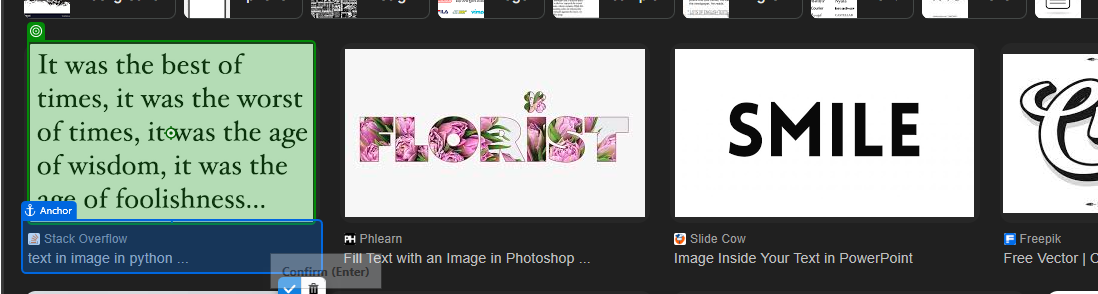 It was the best of
times, it was the worst
of times, it was the age
of wisdom, it was the
age of foolishness...
FLORiST
SMILE
Anchor
Stack Overflow
text in image in python ...
PH Phlearn
Fill Text with an Image in Photoshop ...
Slide Cow
Image Inside Your Text in PowerPoint
Freepik
Free Vector | C
Confirm (Enter)